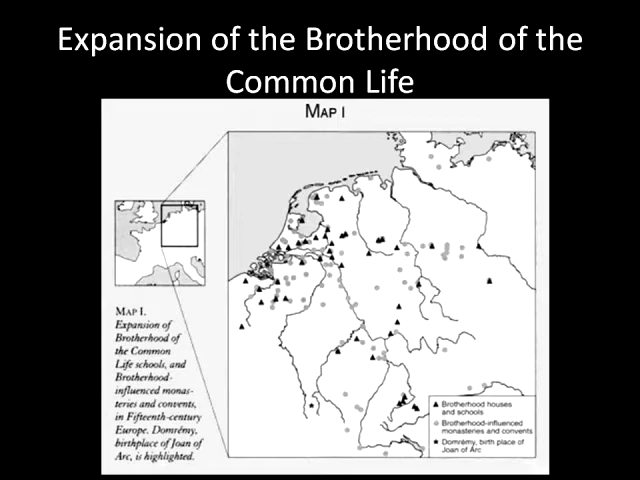 Expansion of the Brotherhood of the
Common Life
MAP I
MAP I.
Expansion of
Brotherhood of
the Common
Life schools, and
Brotherhood-
influenced monas-
teries and convents,
in Fifteenth-century
Europe. Domrémy,
birthplace of Joan of
Arc, is highlighted.
Brotherhood houses
and schools
Brotherhood-influenced
monasteries and convents
Domrémy, birth place of
Joan of Arc